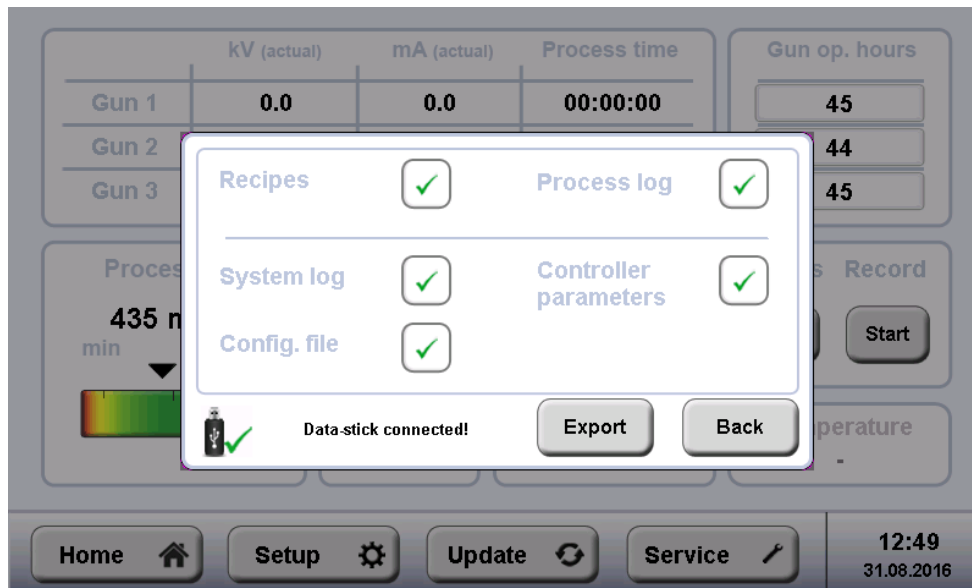 kV (actual) mA (actual) Process time Gun op. hours
Gun 1 0.0 0.0 00:00:00 45
Gun 2 44
Gun 3 45
Recipes Process log
System log Controller parameters
Config. file
Record
435
min
Start
Data-stick connected! Export Back
-
Home Setup Update Service 12:49
31.08.2016